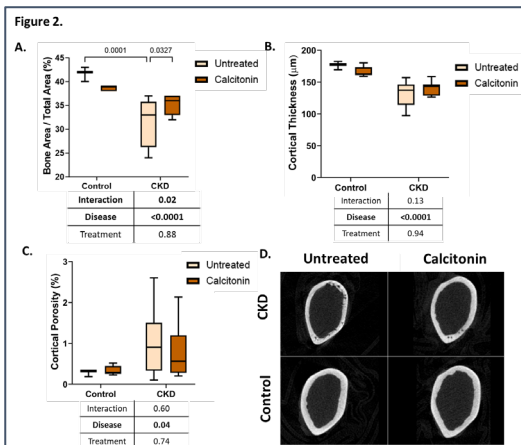 Figure 2.
A.
0.0001 0.0327
Untreated
Calcitonin
Bone Area / Total Area (%)
45
40
35
30
25
20
Control CKD
Interaction 0.02
Disease <0.0001
Treatment 0.88
B.
Untreated
Calcitonin
Cortical Thickness (μm)
200
150
100
50
0
Control CKD
Interaction 0.13
Disease <0.0001
Treatment 0.94
C.
Untreated
Calcitonin
Cortical Porosity (%)
3
2
1
0
Control CKD
Interaction 0.60
Disease 0.04
Treatment 0.74
D.
Untreated Calcitonin
CKD
Control